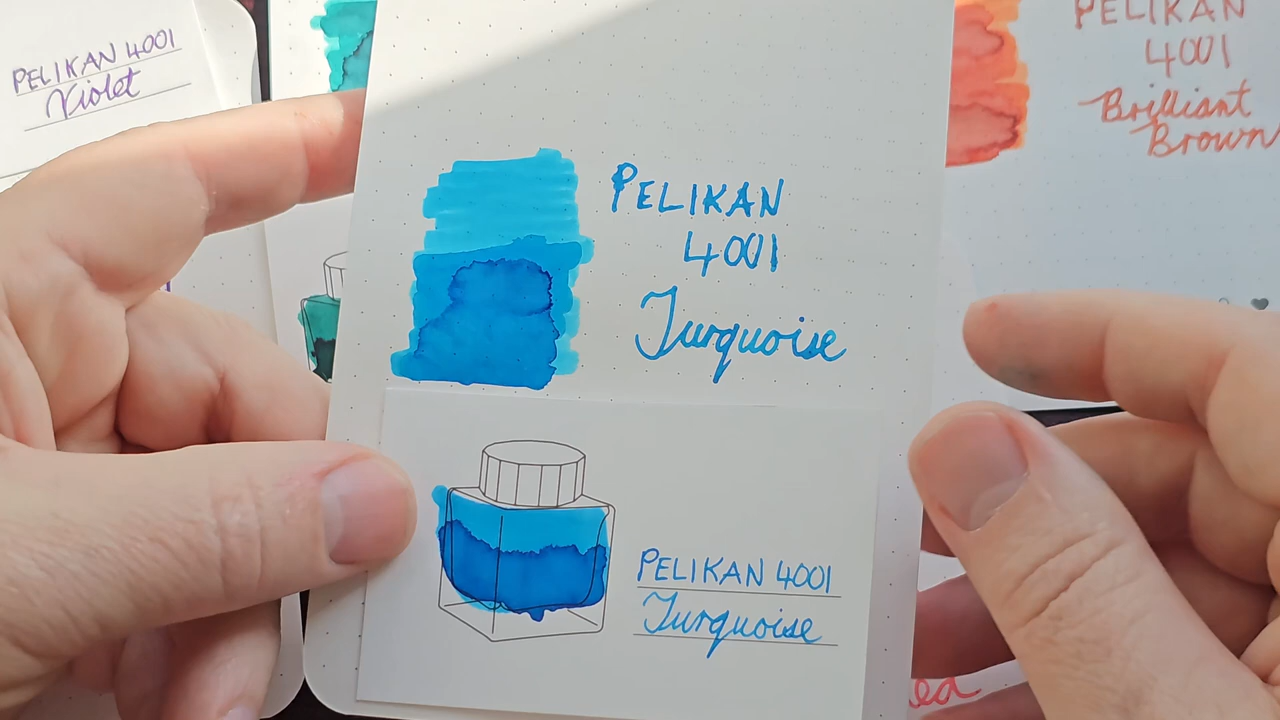 PELIKAN 4001
Violet
PELIKAN
4001
Brilliant
Brown
PELIKAN
4001
Turquoise
PELIKAN 4001
Turquoise